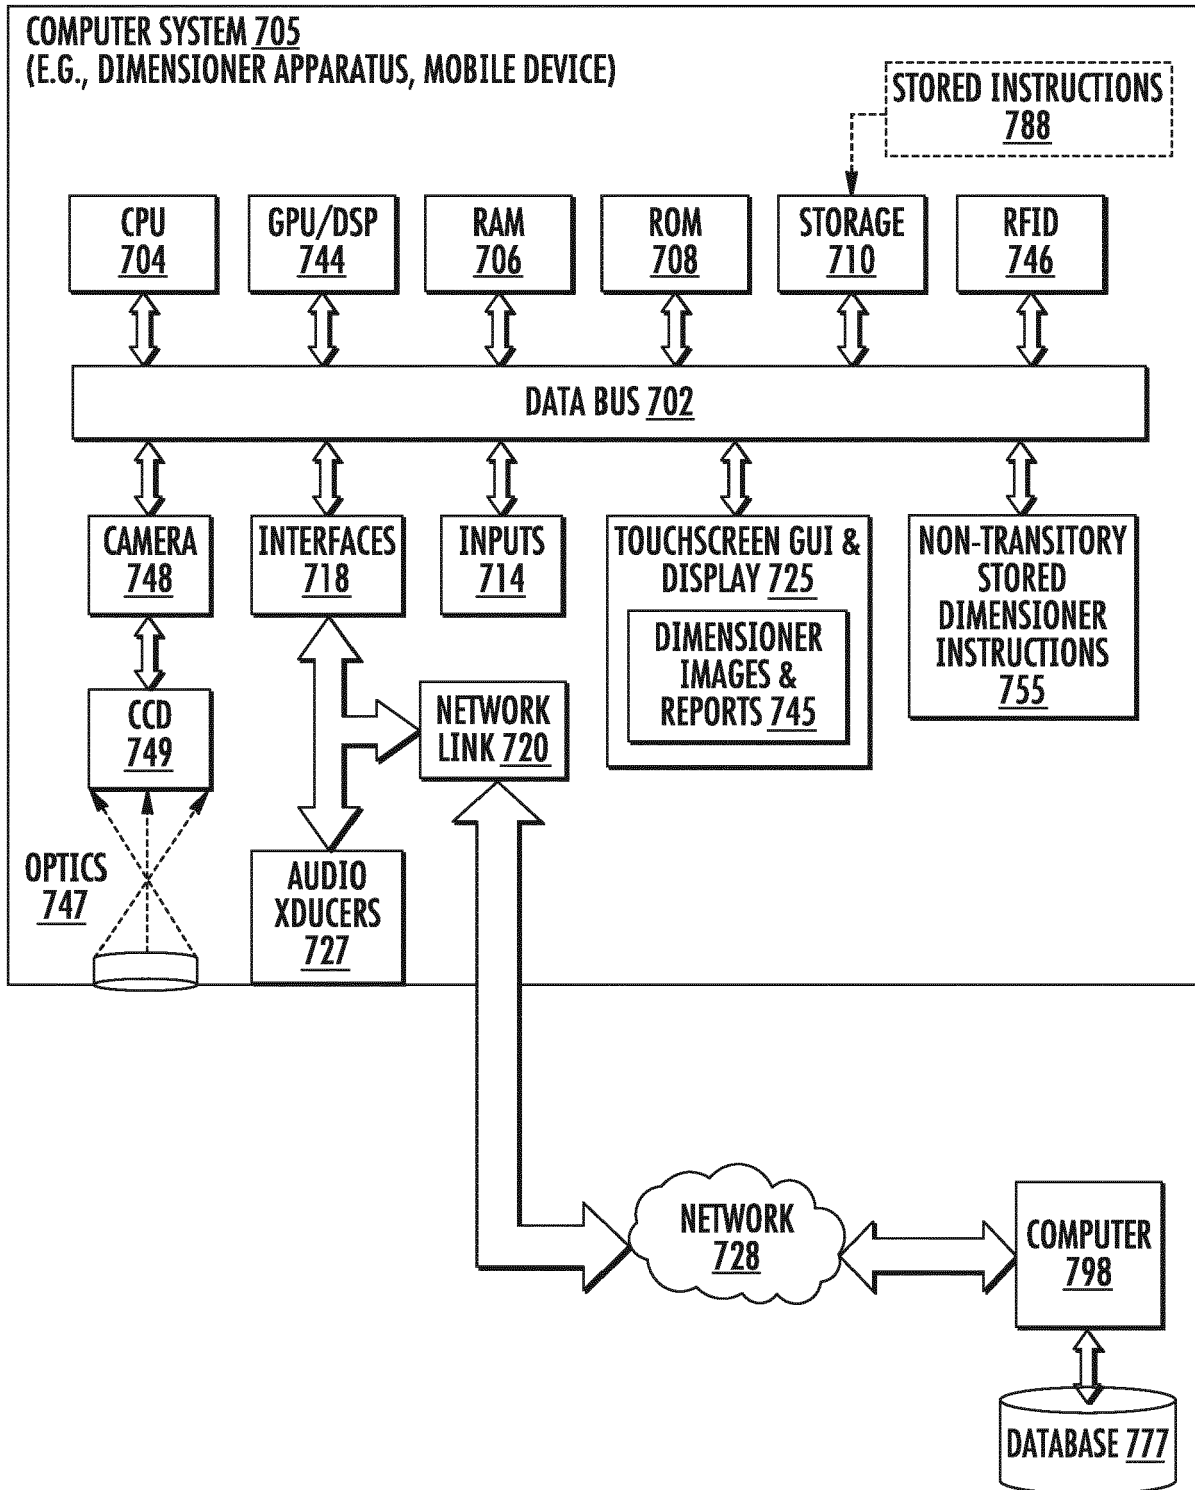 COMPUTER SYSTEM 705
(E.G., DIMENSIONER APPARATUS, MOBILE DEVICE)
STORED INSTRUCTIONS
788
CPU
704
GPU/DSP
744
RAM
706
ROM
708
STORAGE
710
RFID
746
DATA BUS 702
CAMERA
748
INTERFACES
718
INPUTS
714
TOUCHSCREEN GUI &
DISPLAY 725
DIMENSIONER
IMAGES &
REPORTS 745
NON-TRANSITORY
STORED
DIMENSIONER
INSTRUCTIONS
755
CCD
749
NETWORK
LINK 720
OPTICS
747
AUDIO
XDUCERS
727
NETWORK
728
COMPUTER
798
DATABASE 777